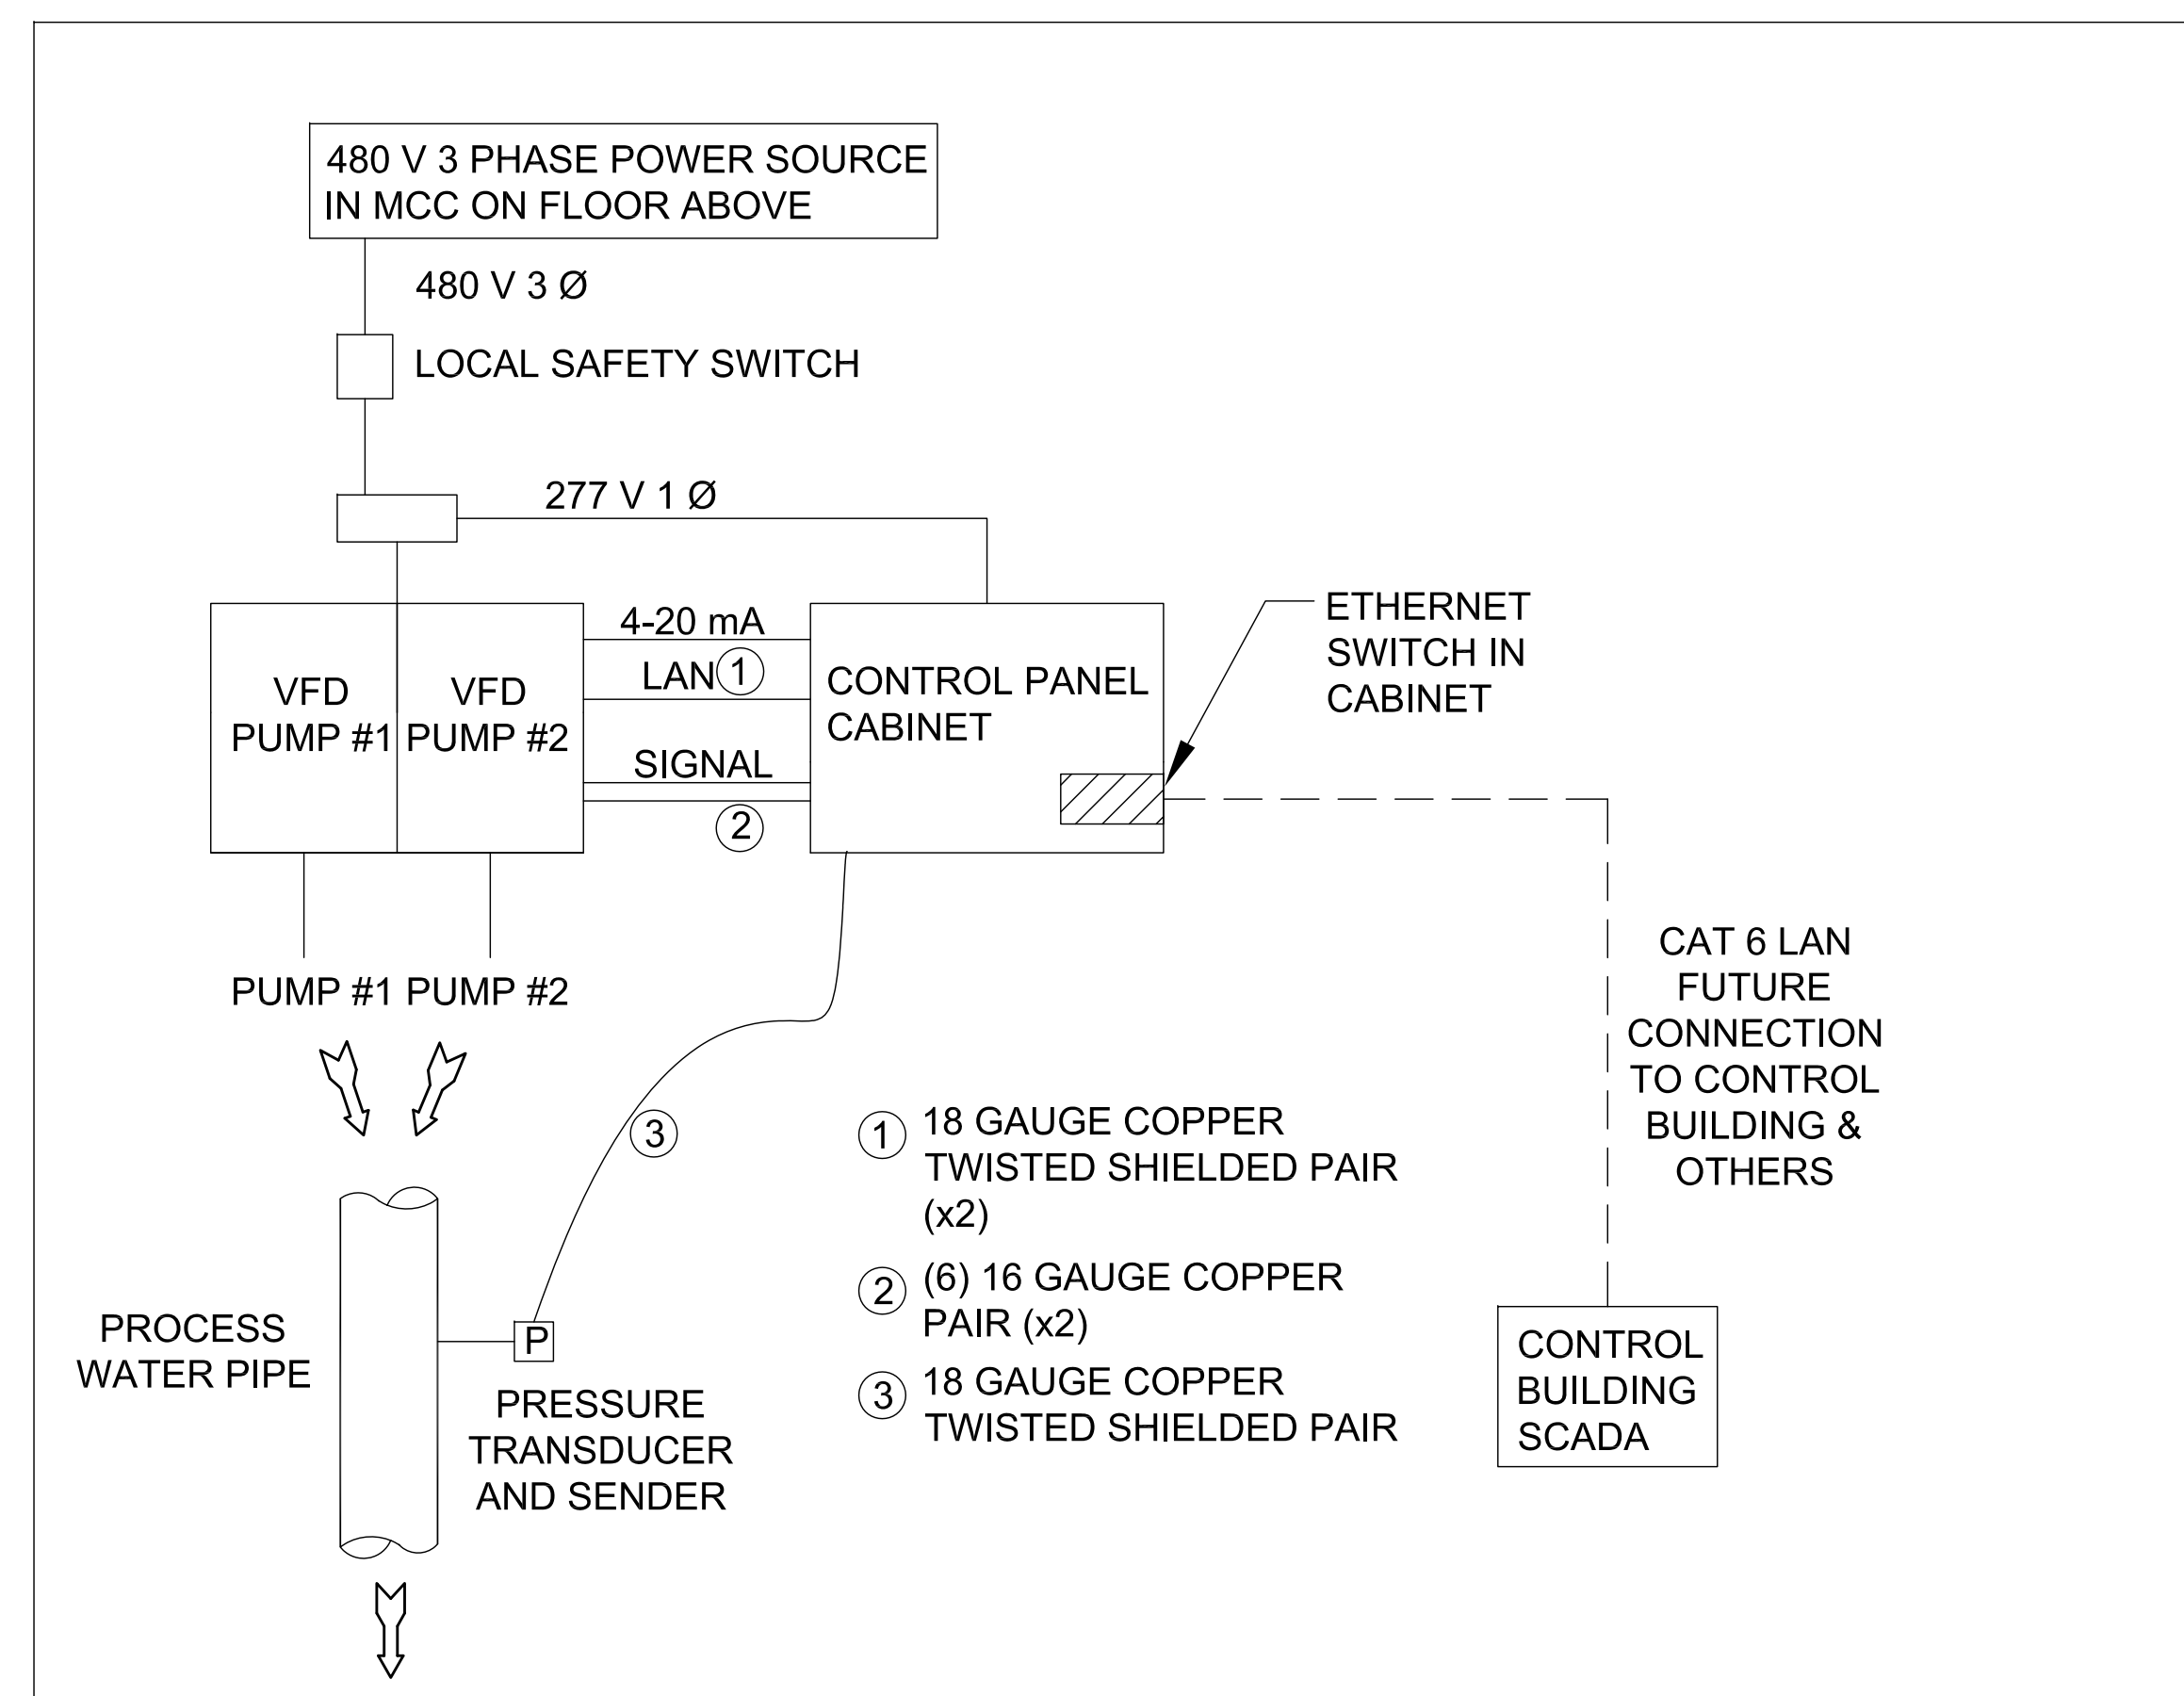 480 V 3 PHASE POWER SOURCE
IN MCC ON FLOOR ABOVE
480 V 3 Ø
LOCAL SAFETY SWITCH
277 V 1 Ø
VFD
PUMP #1
VFD
PUMP #2
4-20 mA
LAN 1
SIGNAL
2
CONTROL PANEL
CABINET
ETHERNET
SWITCH IN
CABINET
PUMP #1
PUMP #2
3
CAT 6 LAN
FUTURE
CONNECTION
TO CONTROL
BUILDING &
OTHERS
1 18 GAUGE COPPER
TWISTED SHIELDED PAIR
(x2)
2 (6) 16 GAUGE COPPER
PAIR (x2)
3 18 GAUGE COPPER
TWISTED SHIELDED PAIR
PROCESS
WATER PIPE
P
PRESSURE
TRANSDUCER
AND SENDER
CONTROL
BUILDING
SCADA